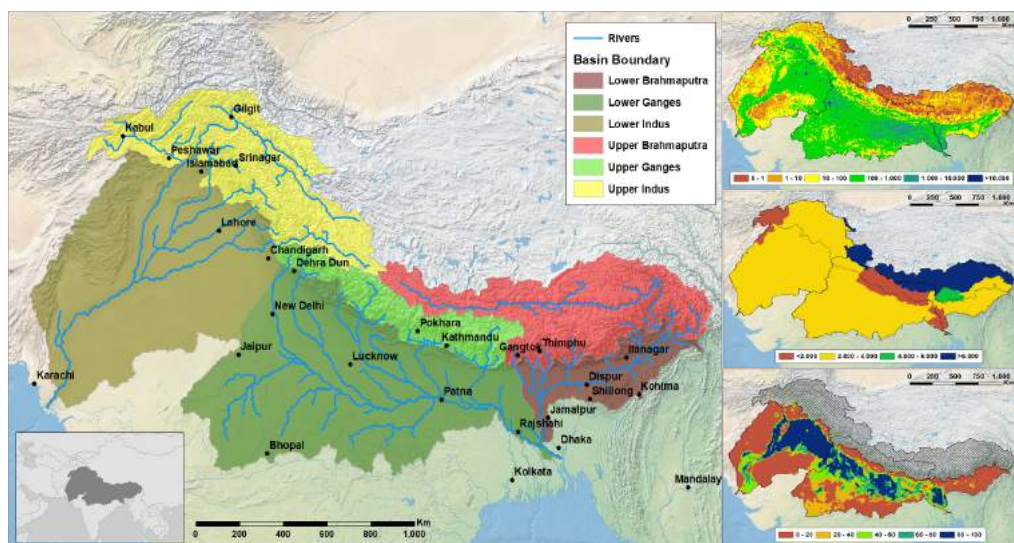 Rivers
Basin Boundary
Lower Brahmaputra
Lower Ganges
Lower Indus
Upper Brahmaputra
Upper Ganges
Upper Indus
Gilgit
Kabul
Peshawar
Islamabad
Srinagar
Lahore
Chandigarh
Dehra Dun
New Delhi
Pokhara
Kathmandu
Gangtok
Thimphu
Itanagar
Jaipur
Lucknow
Karachi
Dispur
Shillong
Kohima
Patna
Jamalpur
Rajshahi
Dhaka
Bhopal
Kolkata
Mandalay
0 200 400 600 800 1.000
Km
0 250 500 750 1.000
Km
0 - 1 1 - 10 10 - 100 100 - 1.000 1.000 - 10.000 >10.000
0 250 500 750 1.000
Km
<2.000 2.000 - 4.000 4.000 - 6.000 >6.000
0 250 500 750 1.000
Km
0 - 20 20 - 40 40 - 60 60 - 80 80 - 100